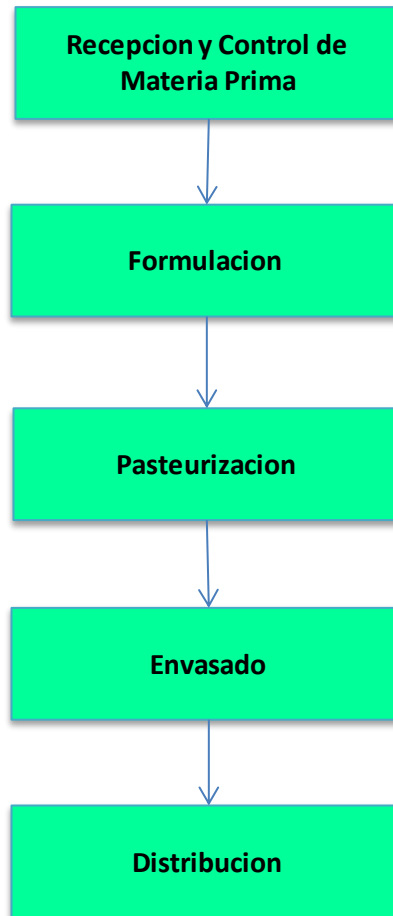 Recepcion y Control de
Materia Prima
Formulacion
Pasteurizacion
Envasado
Distribucion